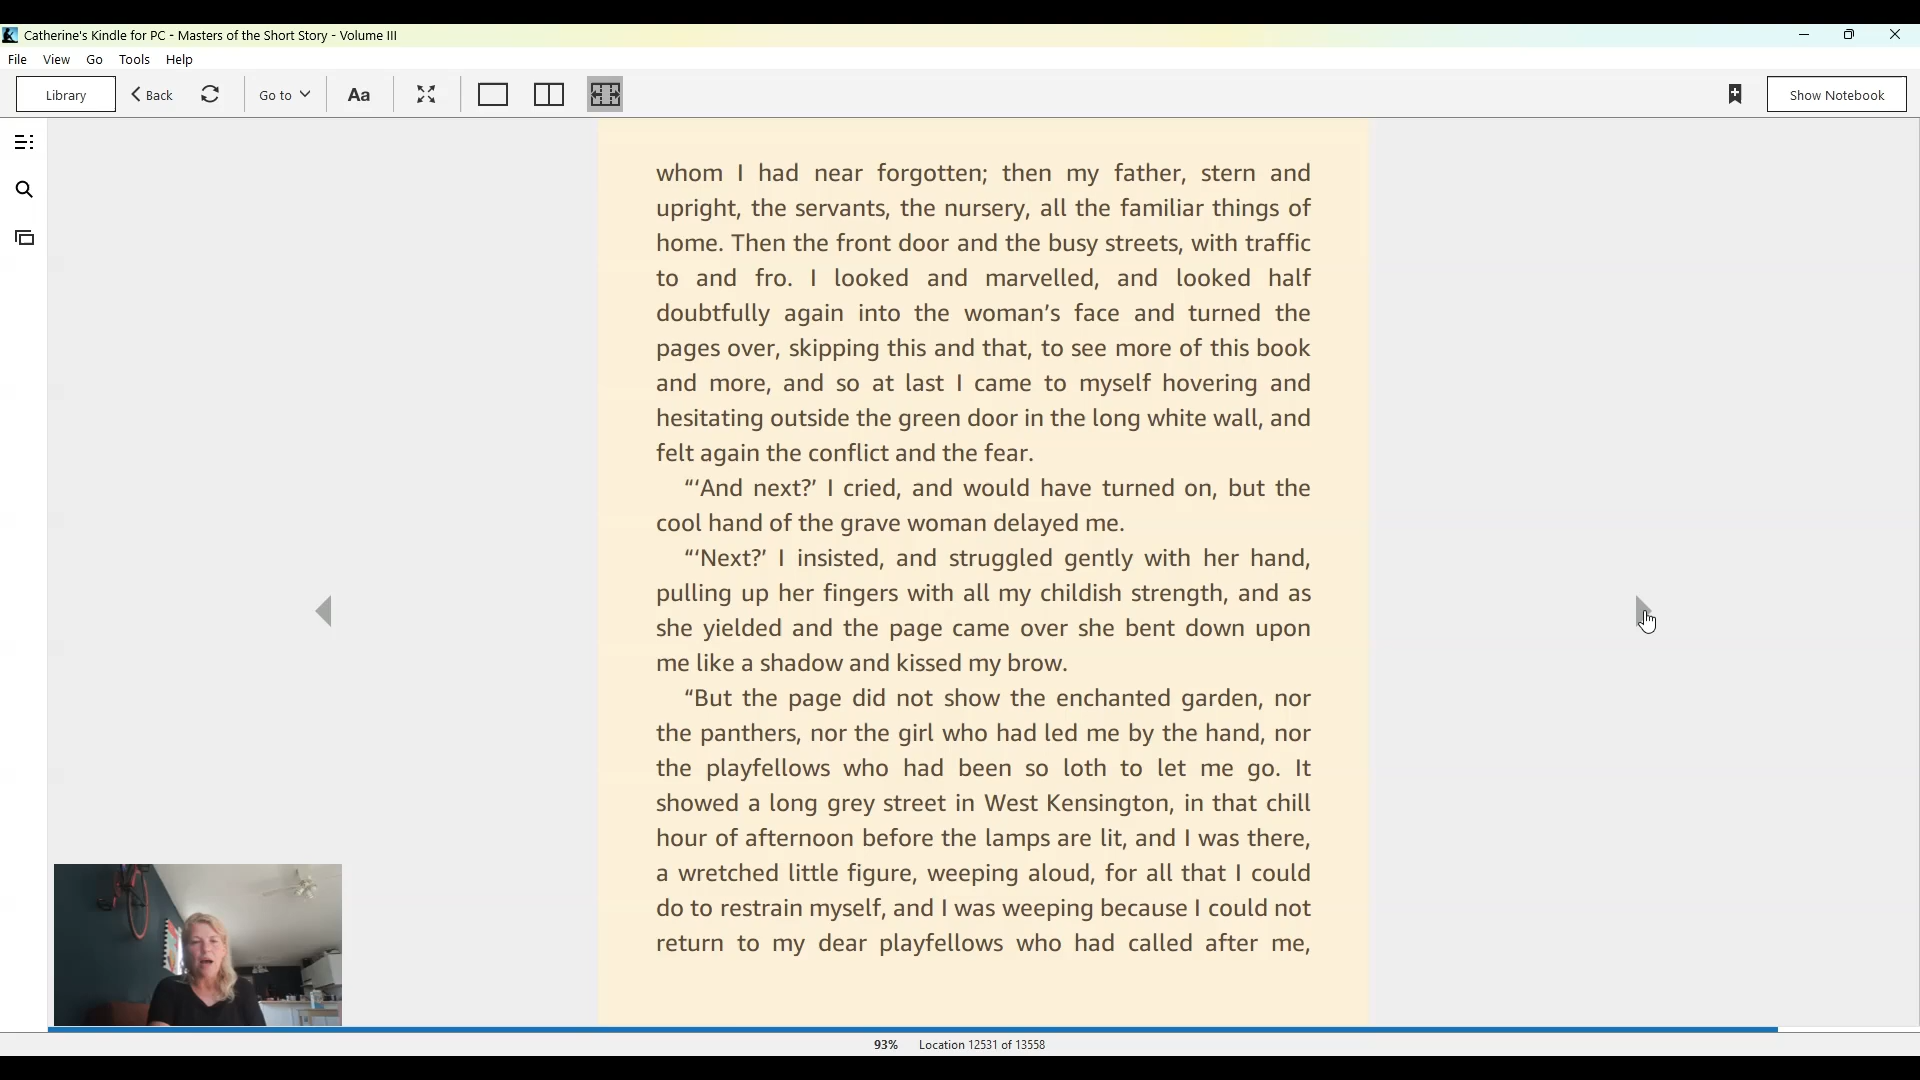 Catherine's Kindle for PC - Masters of the Short Story - Volume III
File View Go Tools Help
Library Back Go to Aa Show Notebook
whom I had near forgotten; then my father, stern and
upright, the servants, the nursery, all the familiar things of
home. Then the front door and the busy streets, with traffic
to and fro. I looked and marvelled, and looked half
doubtfully again into the woman's face and turned the
pages over, skipping this and that, to see more of this book
and more, and so at last I came to myself hovering and
hesitating outside the green door in the long white wall, and
felt again the conflict and the fear.
“‘And next?’ I cried, and would have turned on, but the
cool hand of the grave woman delayed me.
“‘Next?’ I insisted, and struggled gently with her hand,
pulling up her fingers with all my childish strength, and as
she yielded and the page came over she bent down upon
me like a shadow and kissed my brow.
“But the page did not show the enchanted garden, nor
the panthers, nor the girl who had led me by the hand, nor
the playfellows who had been so loth to let me go. It
showed a long grey street in West Kensington, in that chill
hour of afternoon before the lamps are lit, and I was there,
a wretched little figure, weeping aloud, for all that I could
do to restrain myself, and I was weeping because I could not
return to my dear playfellows who had called after me,
93% Location 12531 of 13558